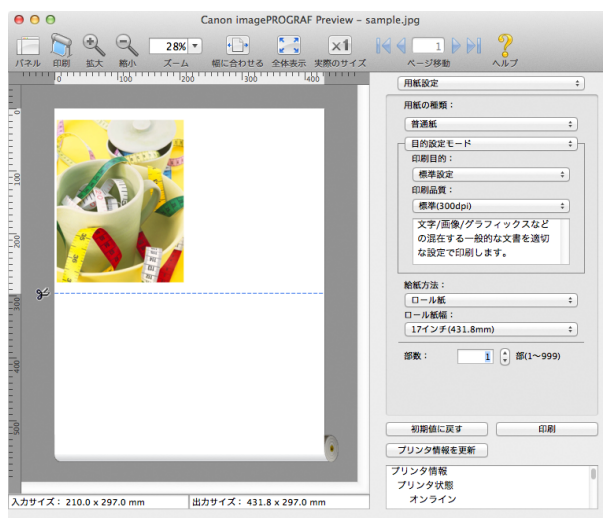 Canon imagePROGRAF Preview – sample.jpg
28%
1
パネル 印刷 拡大 縮小 ズーム 幅に合わせる 全体表示 実際のサイズ ページ移動 ヘルプ
0 100 200 300 400
0
100
200
300
400
500
用紙設定
用紙の種類：
普通紙
目的設定モード
印刷目的：
標準設定
印刷品質：
標準(300dpi)
文字/画像/グラフィックスなど
の混在する一般的な文書を適切
な設定で印刷します。
給紙方法：
ロール紙
ロール紙幅：
17インチ(431.8mm)
部数： 1 部(1〜999)
初期値に戻す 印刷
プリンタ情報を更新
プリンタ情報
プリンタ状態
オンライン
入力サイズ： 210.0 x 297.0 mm 出力サイズ： 431.8 x 297.0 mm